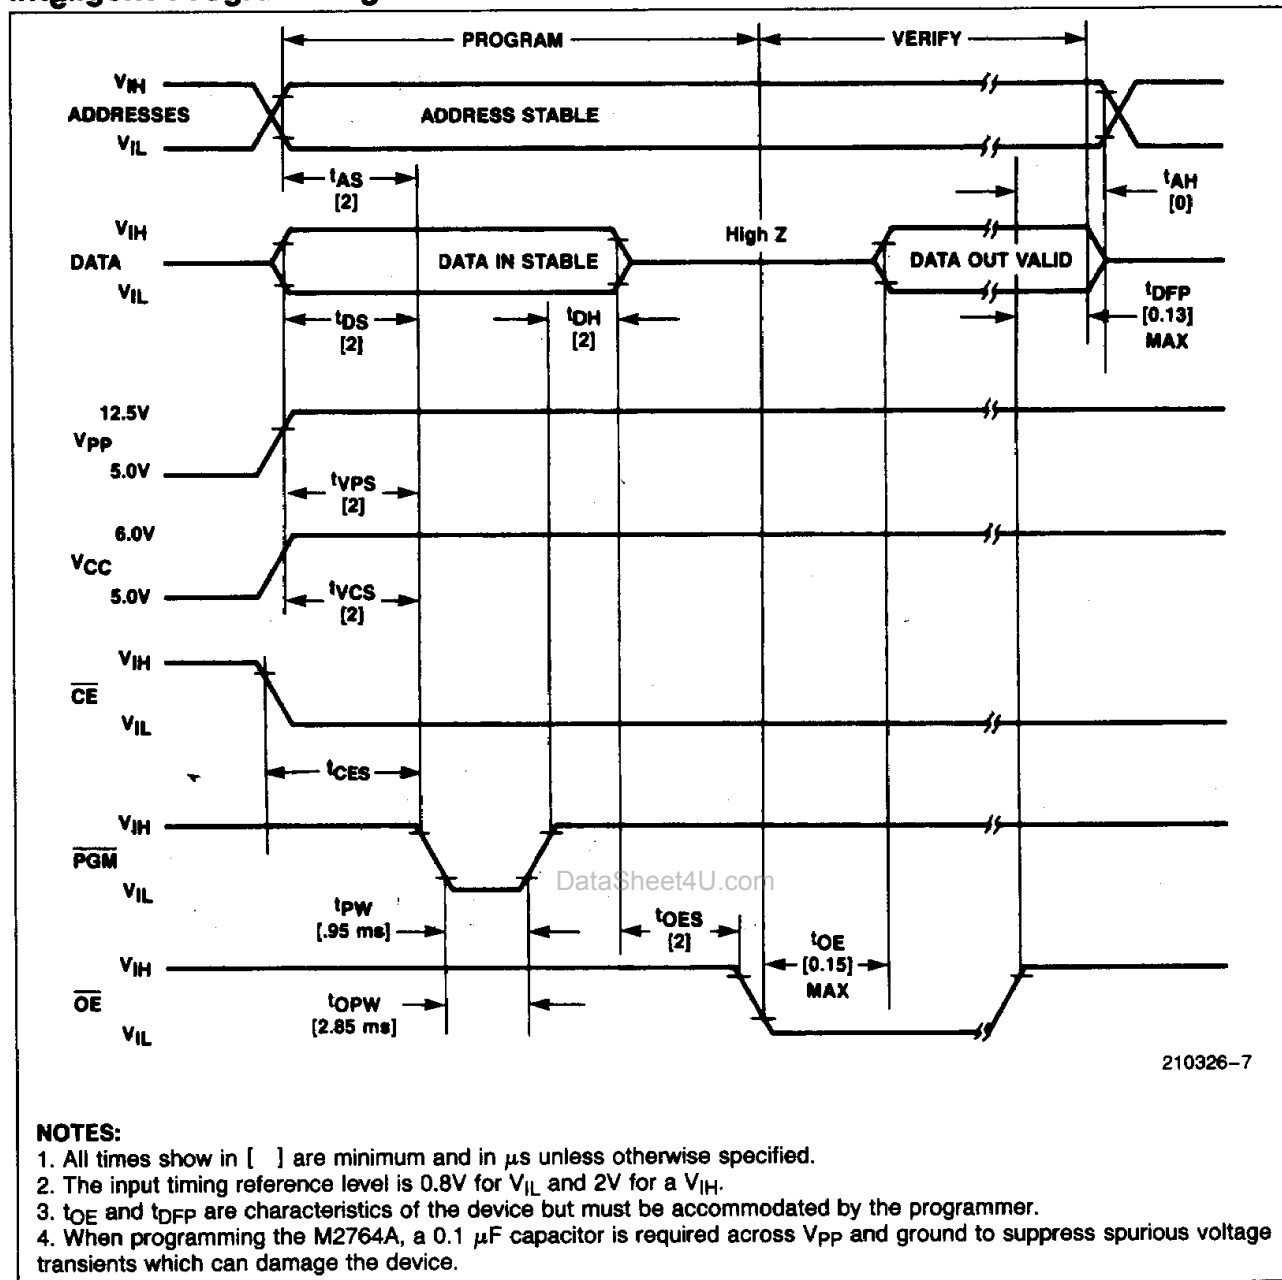 PROGRAM
VERIFY
VIH
ADDRESSES
VIL
ADDRESS STABLE
tAS
[2]
tAH
[0]
VIH
DATA
VIL
DATA IN STABLE
High Z
DATA OUT VALID
tDS
[2]
tDH
[2]
tDFP
[0.13]
MAX
12.5V
VPP
5.0V
tVPS
[2]
6.0V
VCC
5.0V
tVCS
[2]
VIH
CE
VIL
tCES
VIH
PGM
VIL
DataSheet4U.com
tPW
[.95 ms]
tOES
[2]
tOE
[0.15]
MAX
VIH
OE
VIL
tOPW
[2.85 ms]
210326-7
NOTES:
1. All times show in [ ] are minimum and in μs unless otherwise specified.
2. The input timing reference level is 0.8V for VIL and 2V for a VIH.
3. tOE and tDFP are characteristics of the device but must be accommodated by the programmer.
4. When programming the M2764A, a 0.1 μF capacitor is required across VPP and ground to suppress spurious voltage
transients which can damage the device.